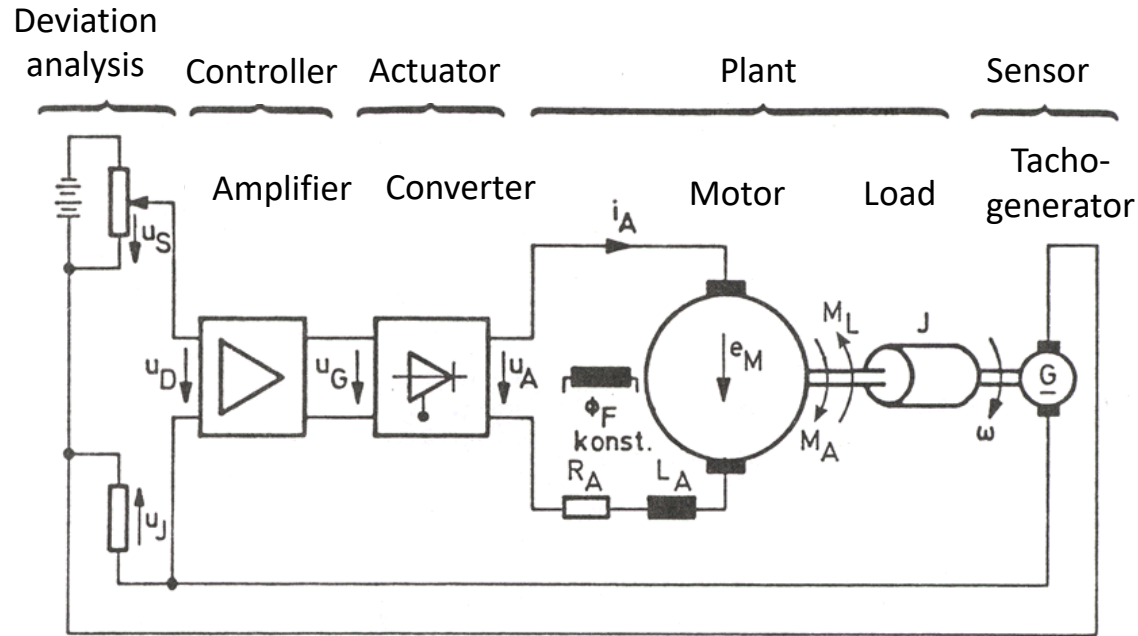 Deviation
analysis
Controller
Actuator
Plant
Sensor
Amplifier
Converter
Motor
Load
Tacho-
generator
i_A
u_S
u_D
u_G
u_A
e_M
M_L
J
G
ϕ_F
konst.
M_A
ω
R_A
L_A
u_J